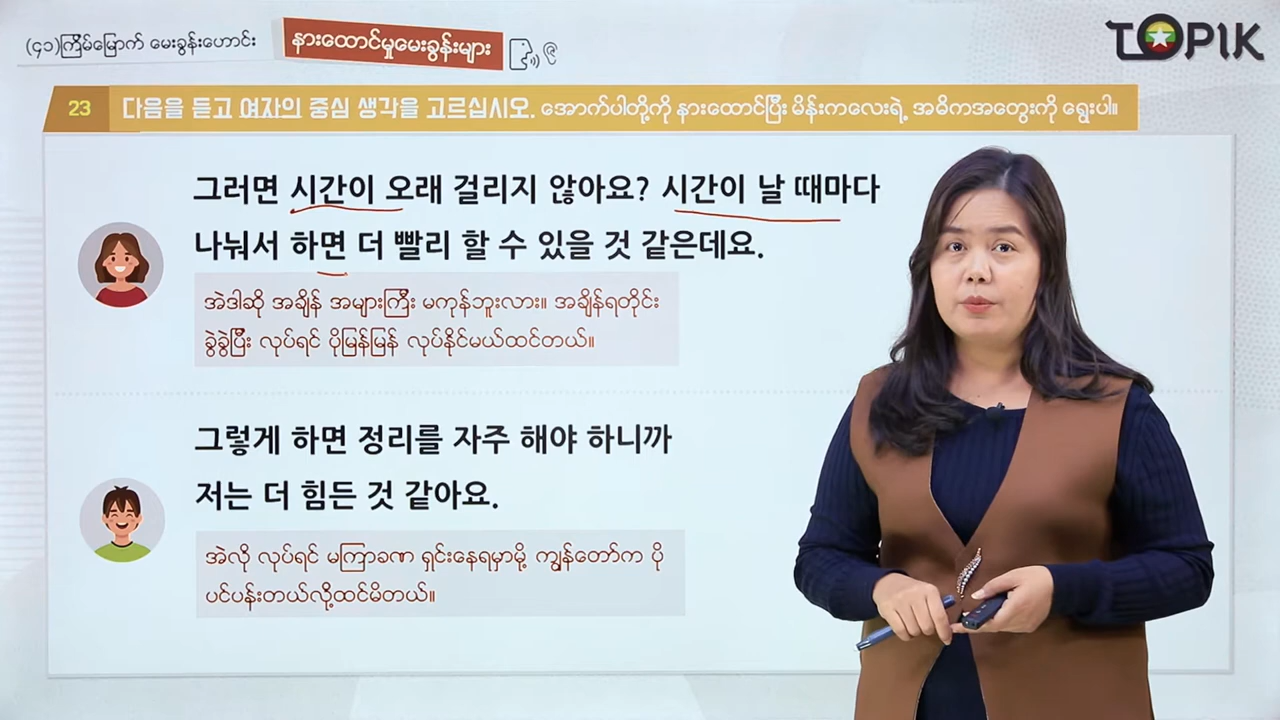 (၄၁)ကြိမ်မြောက် မေးခွန်းဟောင်း
နားထောင်မှုမေးခွန်းများ
၉
TOPIK
23 다음을 듣고 여자의 중심 생각을 고르십시오. အောက်ပါတို့ကို နားထောင်ပြီး မိန်းကလေးရဲ့ အဓိကအတွေးကို ရွေးပါ။
그러면 시간이 오래 걸리지 않아요? 시간이 날 때마다
나눠서 하면 더 빨리 할 수 있을 것 같은데요.
အဲဒါဆို အချိန် အများကြီး မကုန်ဘူးလား။ အချိန်ရတိုင်း
ခွဲခွဲပြီး လုပ်ရင် ပိုမြန်မြန် လုပ်နိုင်မယ်ထင်တယ်။
그렇게 하면 정리를 자주 해야 하니까
저는 더 힘든 것 같아요.
အဲလို လုပ်ရင် မကြာခဏ ရှင်းနေရမှာမို့ ကျွန်တော်က ပို
ပင်ပန်းတယ်လို့ထင်မိတယ်။